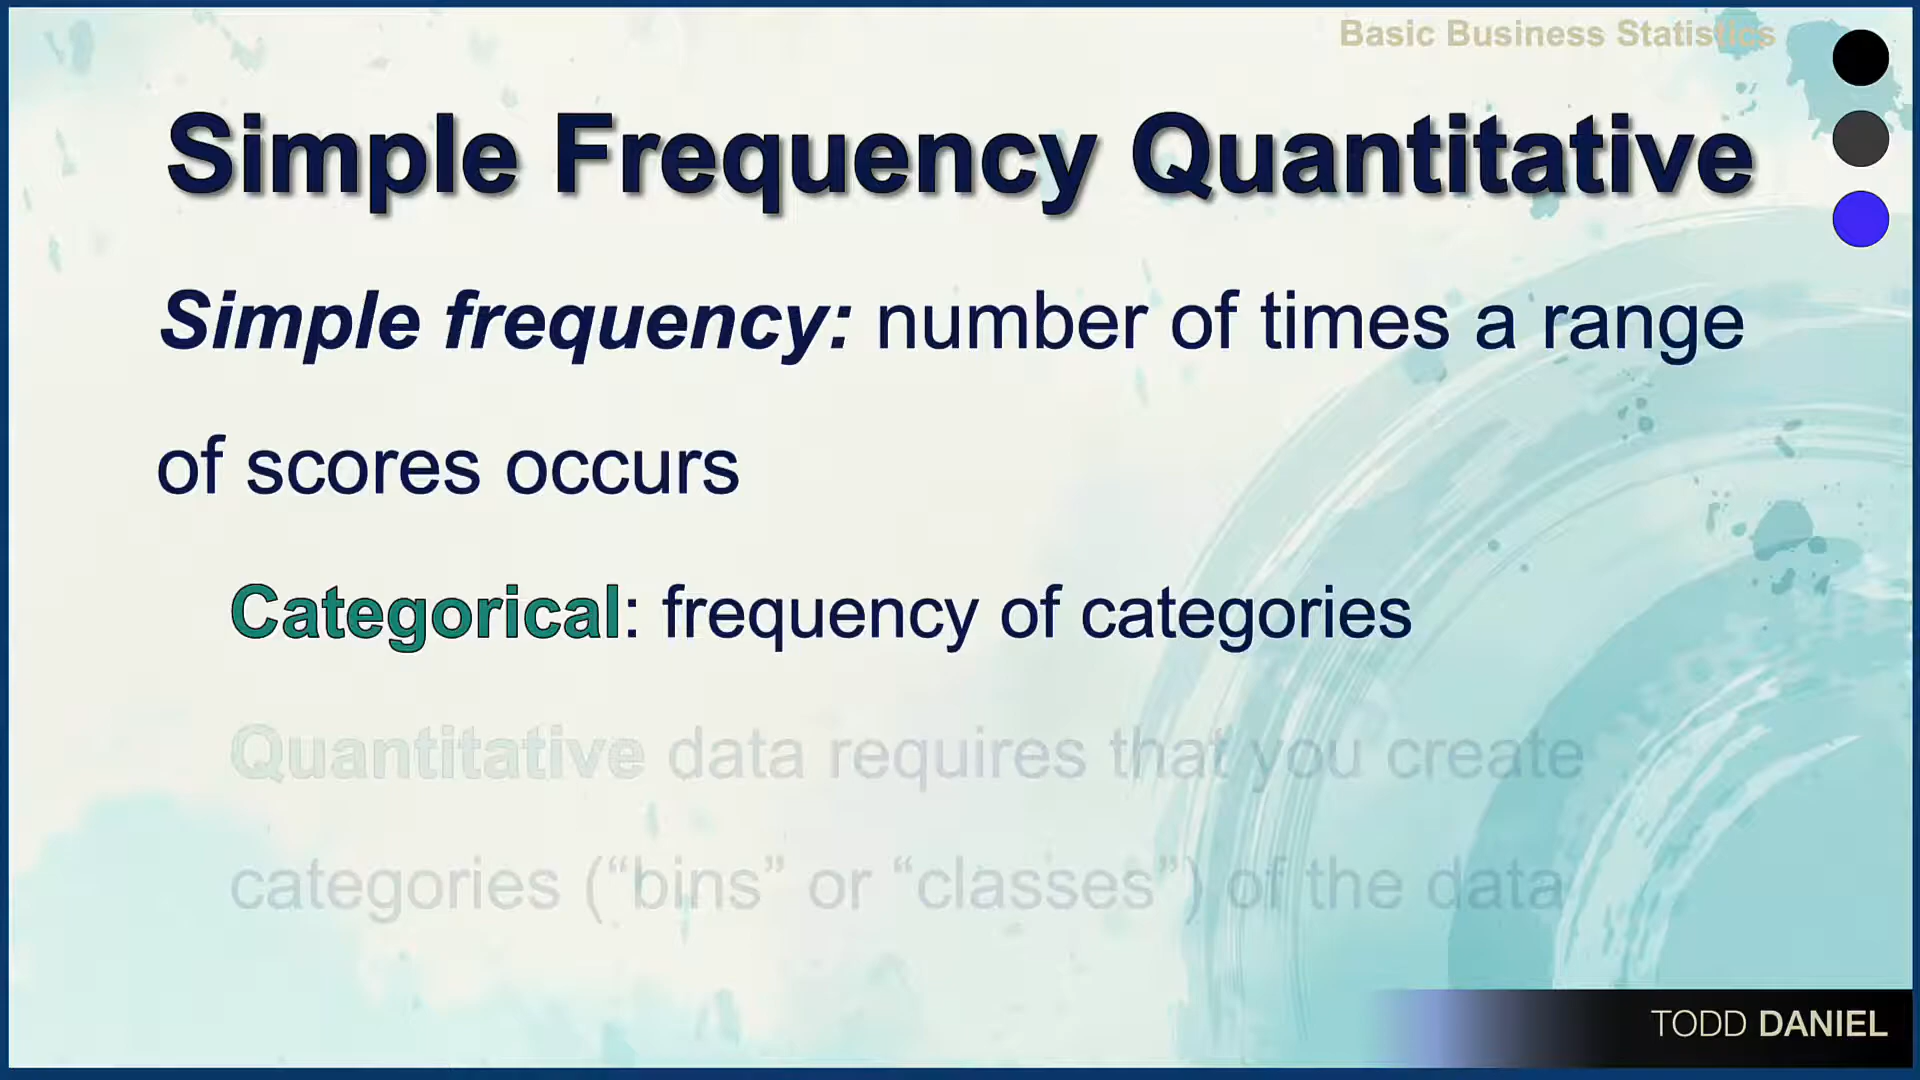 Basic Business Statistics
Simple Frequency Quantitative
Simple frequency: number of times a range
of scores occurs
Categorical: frequency of categories
Quantitative data requires that you create
categories (“bins” or “classes”) of the data
TODD DANIEL